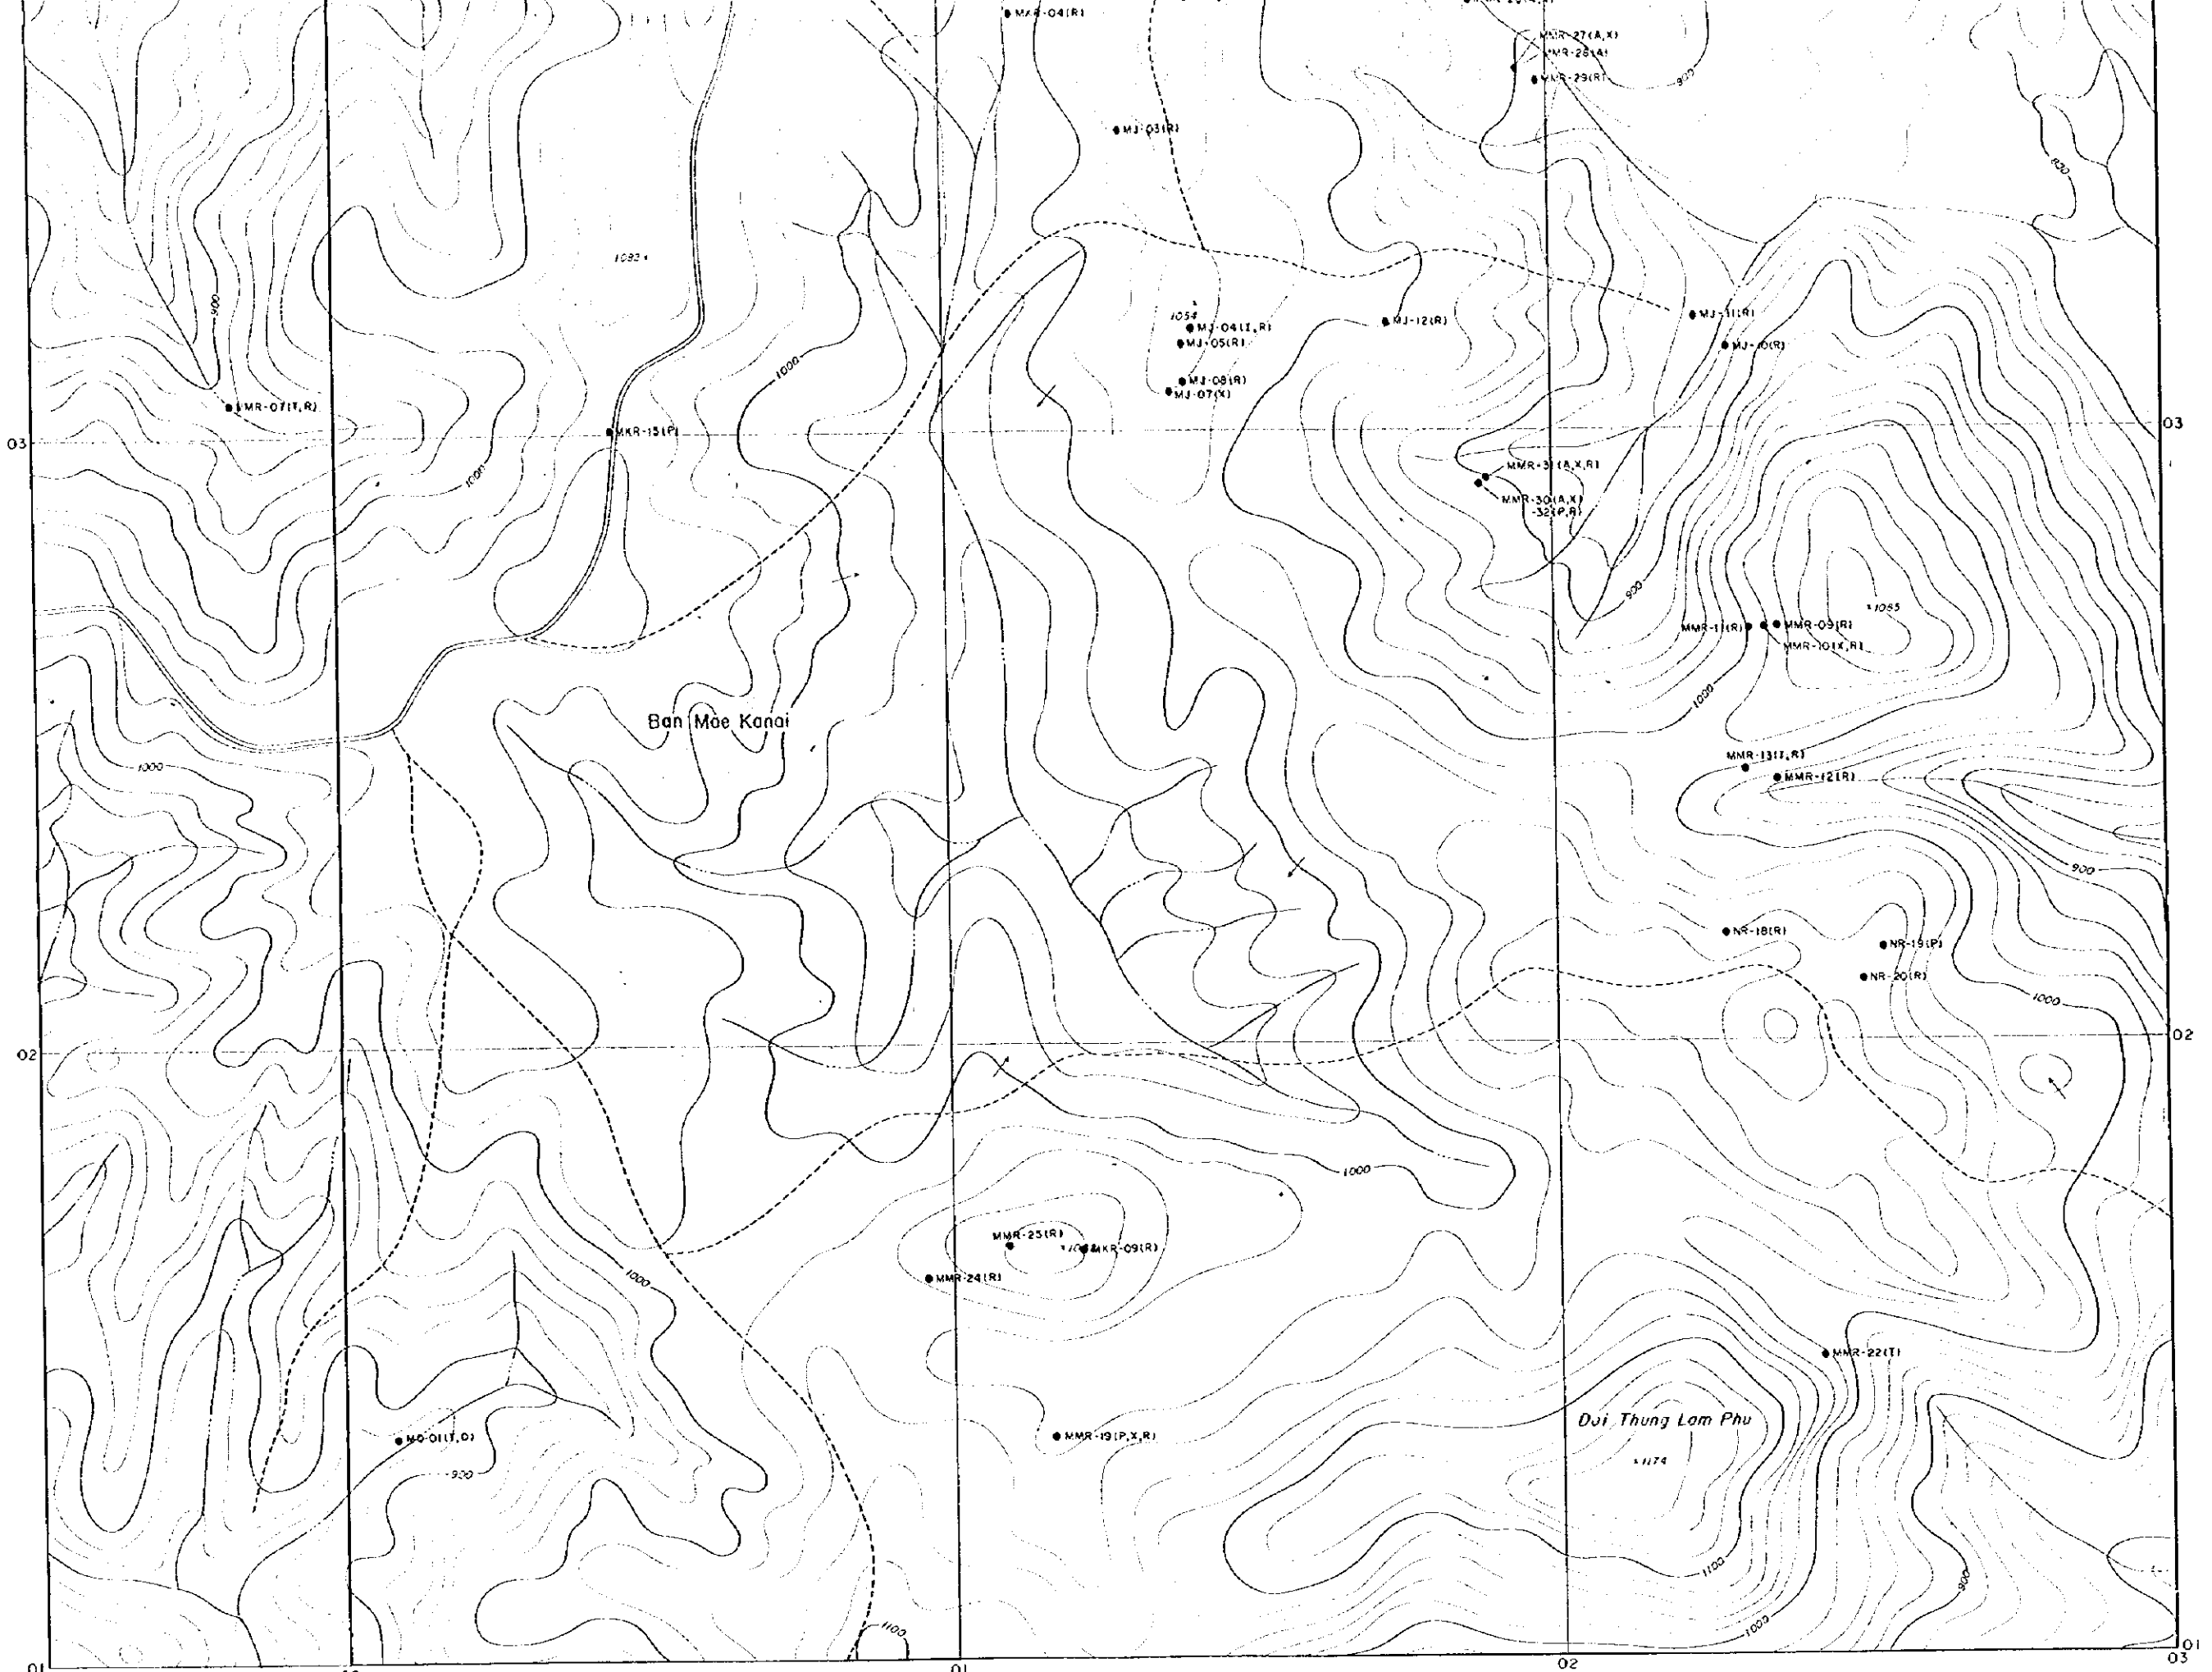 MKR-04(R)
MMR-27(A,X)
MMR-28(A)
MMR-29(R)
900
MJ-03(R)
850
1083
900
1054
MJ-04(I,R)
MJ-05(R)
MJ-12(R)
MJ-11(R)
MJ-10(R)
1000
MJ-08(R)
MJ-07(X)
MMR-07(T,R)
03
MKR-15(P)
03
1000
MMR-31(A,X,R)
MMR-30(A,X)
-32(P,R)
900
1065
MMR-11(R)
MMR-09(R)
MMR-10(X,R)
1000
Ban Mae Kanai
1000
MMR-13(I,R)
MMR-12(R)
900
NR-18(R)
NR-19(P)
NR-20(R)
1000
02
02
1000
MMR-25(R)
MKR-09(R)
1000
MMR-24(R)
MMR-22(T)
Doi Thung Lam Phu
MO-01(T,O)
MMR-19(P,X,R)
1174
900
1100
900
1000
1100
01
01
01
02
03